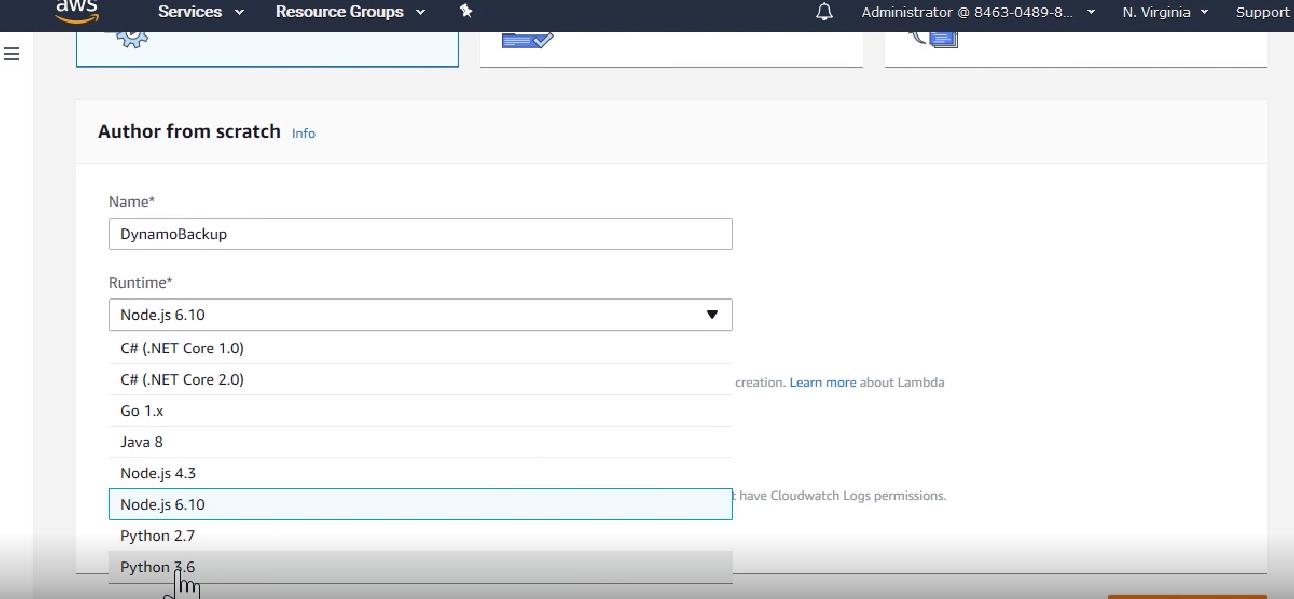 aws Services Resource Groups Administrator @ 8463-0489-8... N. Virginia Support
Author from scratch Info
Name*
DynamoBackup
Runtime*
Node.js 6.10
C# (.NET Core 1.0)
C# (.NET Core 2.0)
creation. Learn more about Lambda
Go 1.x
Java 8
Node.js 4.3
Node.js 6.10
t have Cloudwatch Logs permissions.
Python 2.7
Python 3.6